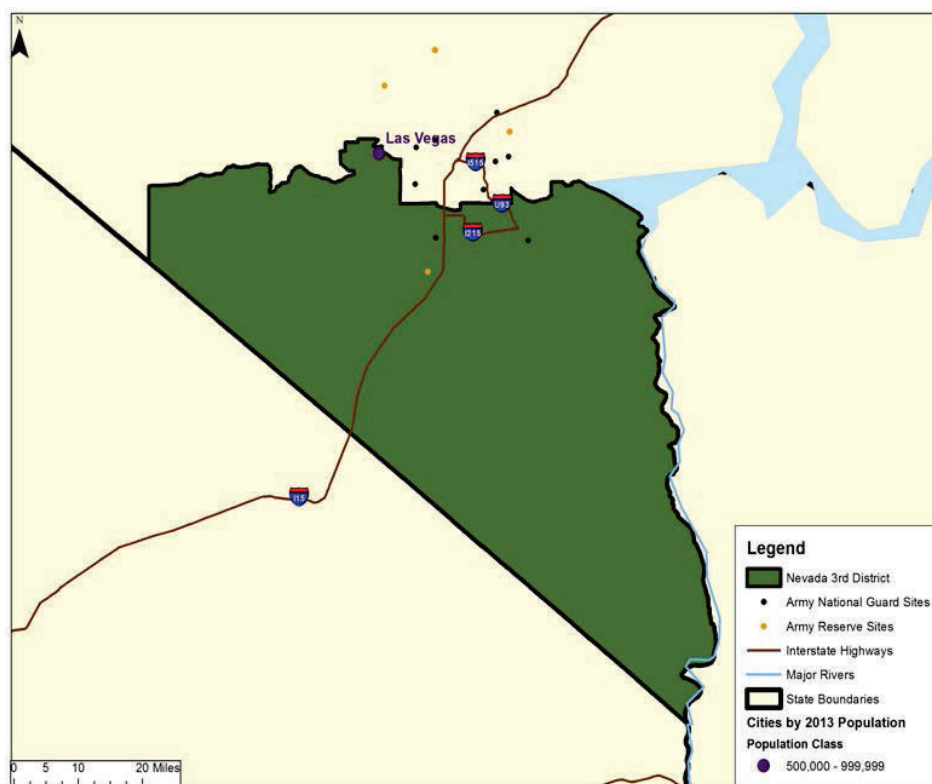 N
Las Vegas
I515
U93
I215
I15
Legend
Nevada 3rd District
Army National Guard Sites
Army Reserve Sites
Interstate Highways
Major Rivers
State Boundaries
Cities by 2013 Population
Population Class
500,000 - 999,999
0 5 10 20 Miles